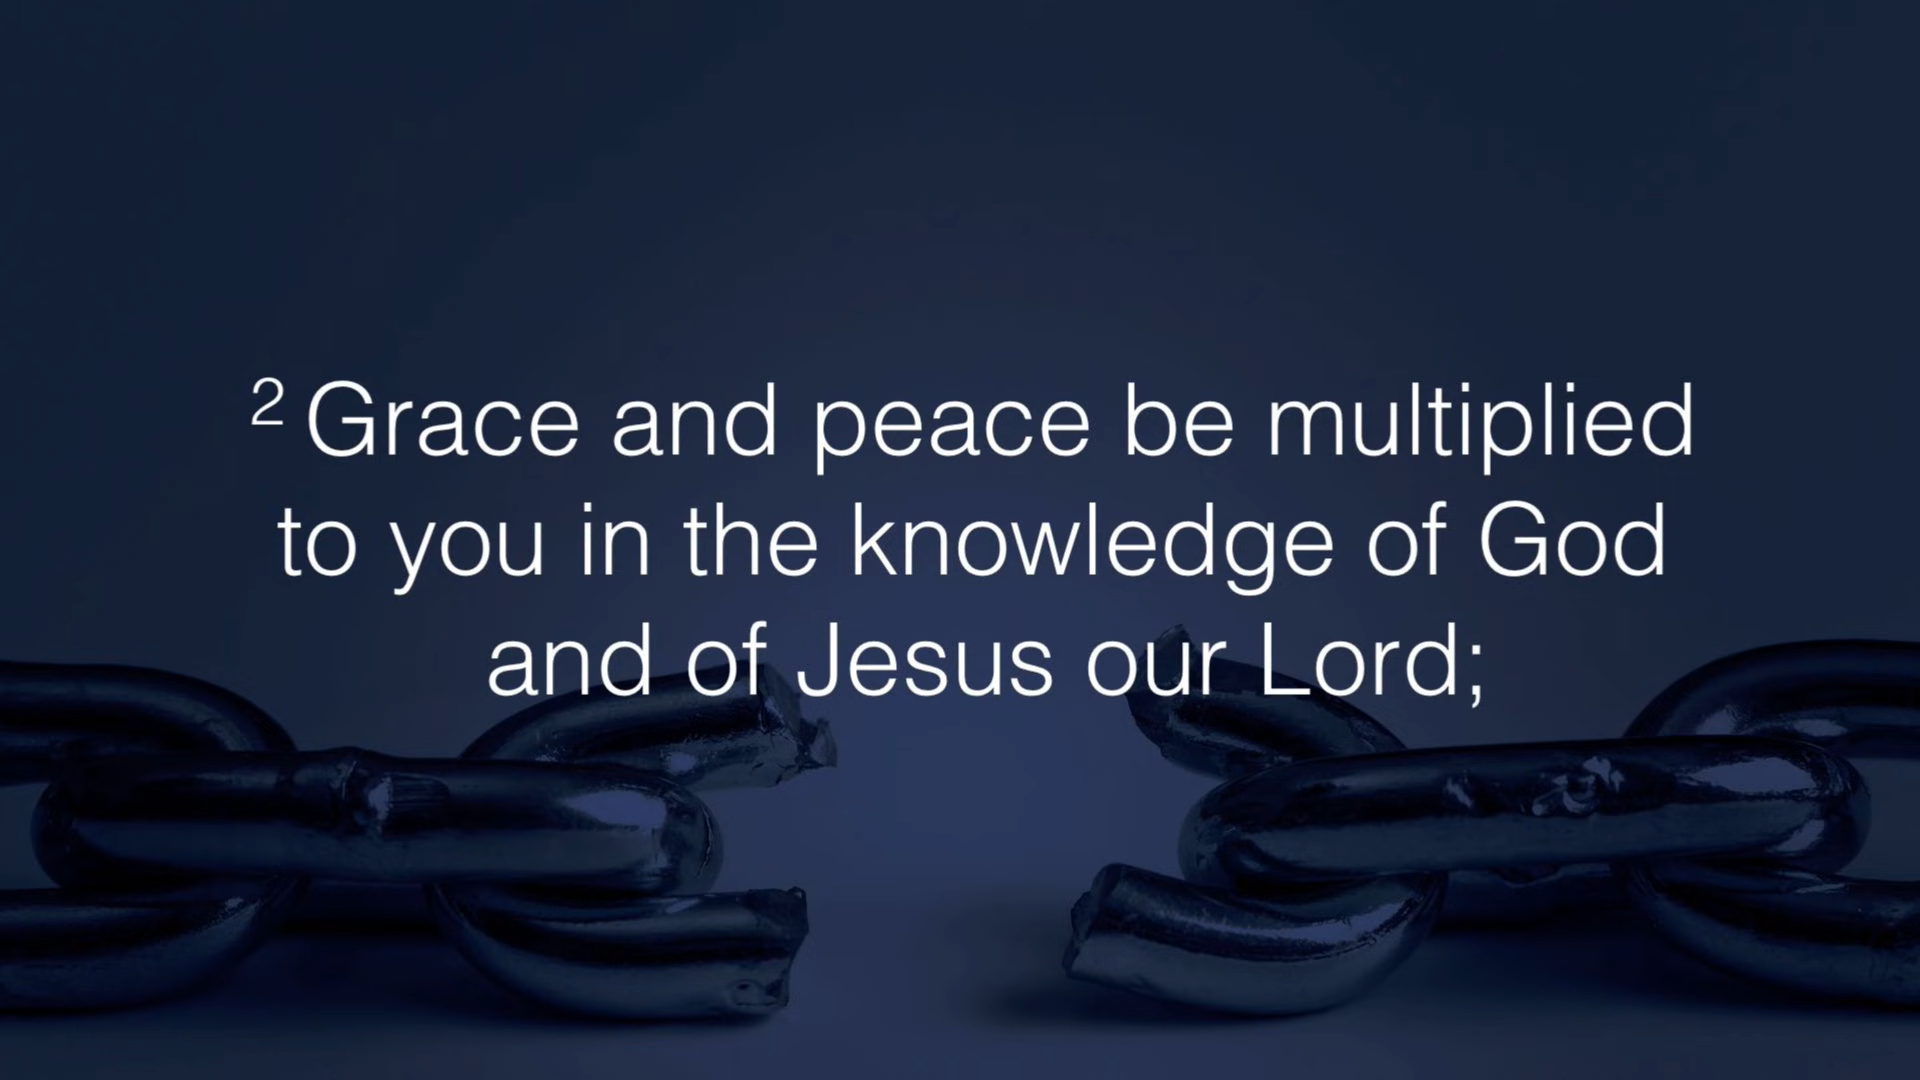 2 Grace and peace be multiplied
to you in the knowledge of God
and of Jesus our Lord;